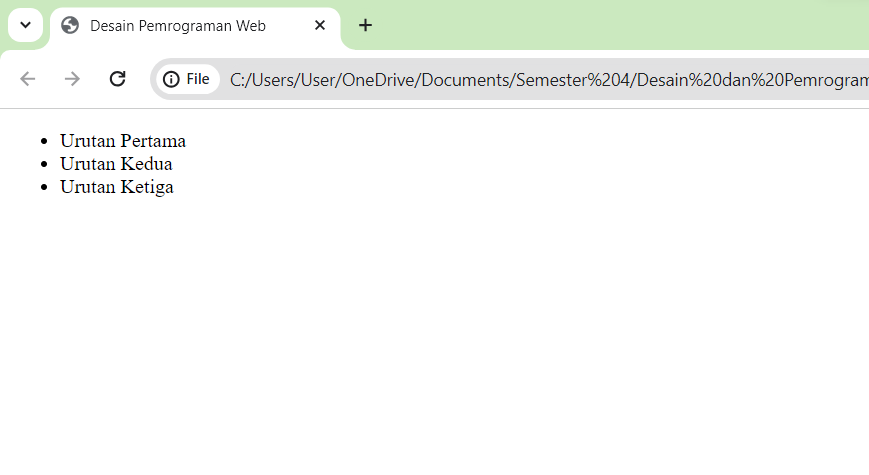 Desain Pemrograman Web
File C:/Users/User/OneDrive/Documents/Semester%204/Desain%20dan%20Pemrogram
Urutan Pertama
Urutan Kedua
Urutan Ketiga